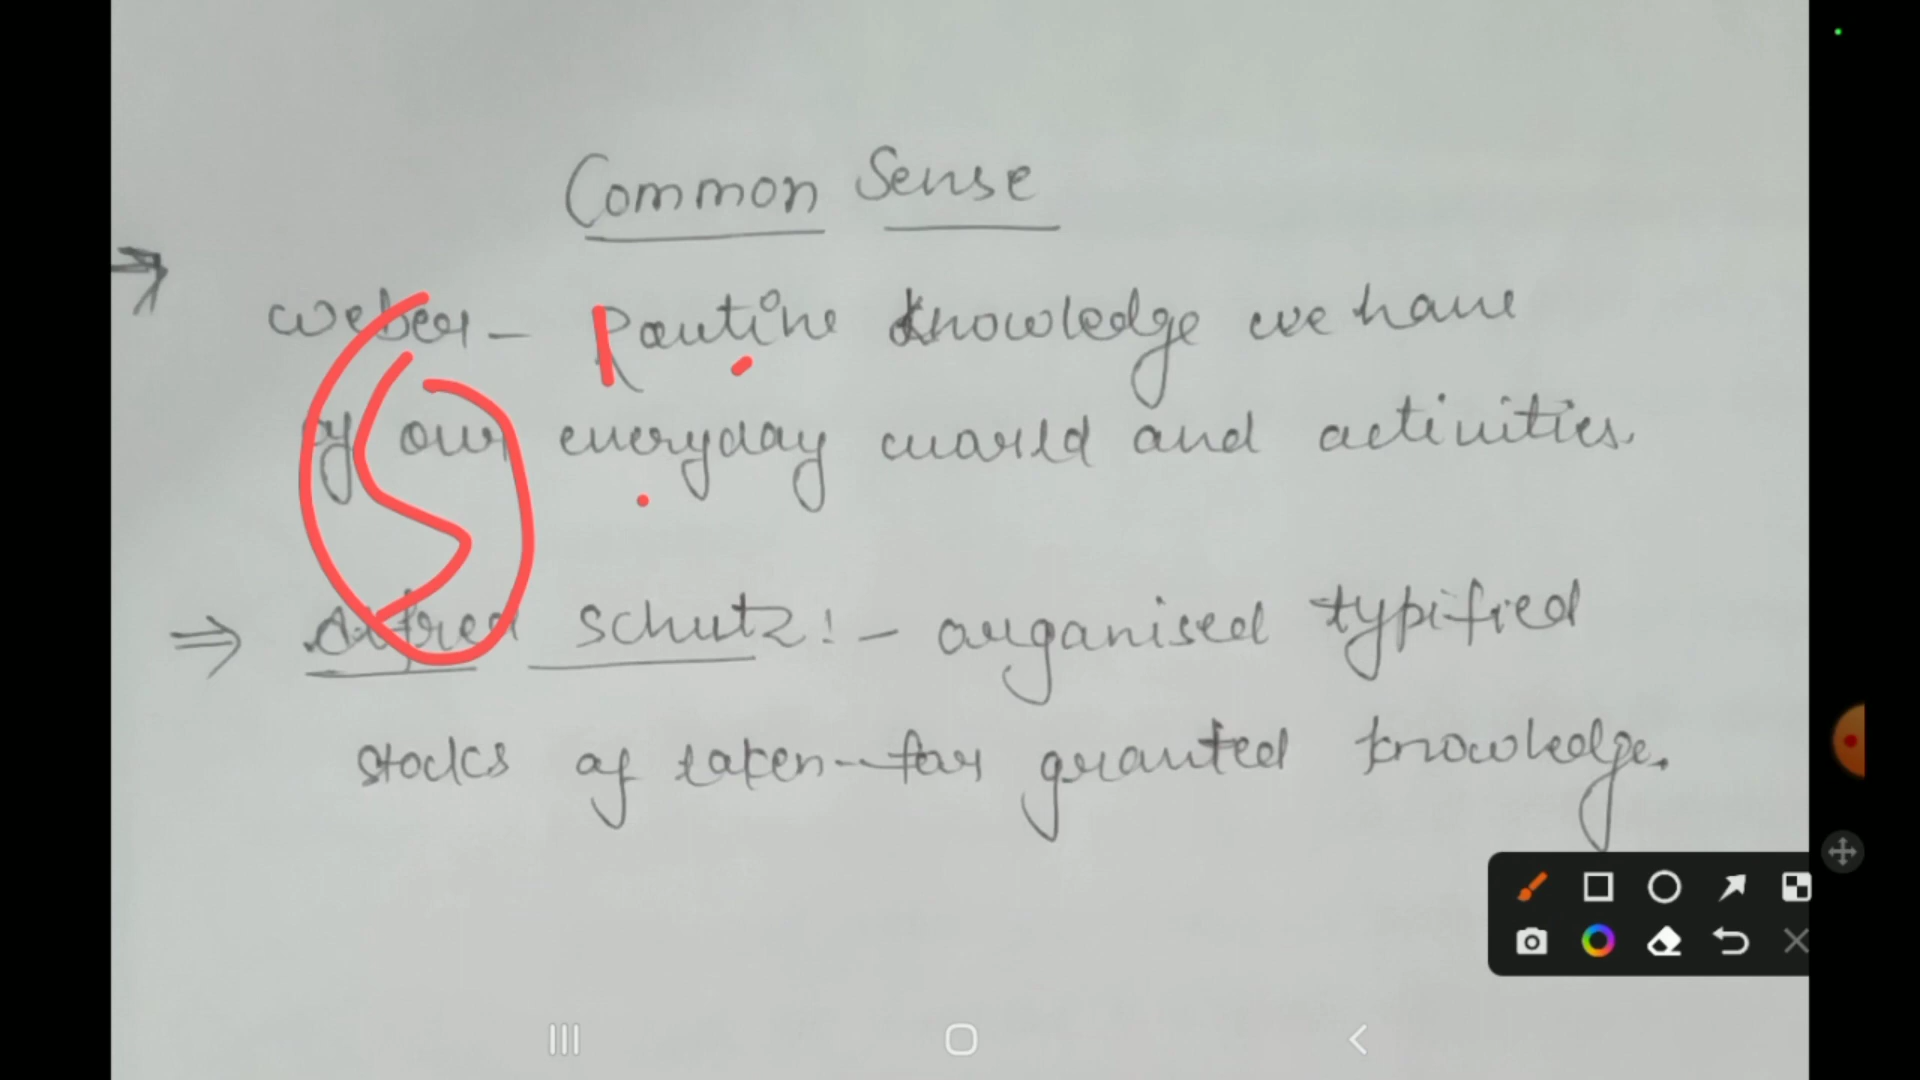 Common Sense
⇒
weber - Routine knowledge we have
of our everyday world and activities.
⇒ Alfred Schutz:- organised typified
stocks of taken-for granted knowledge.